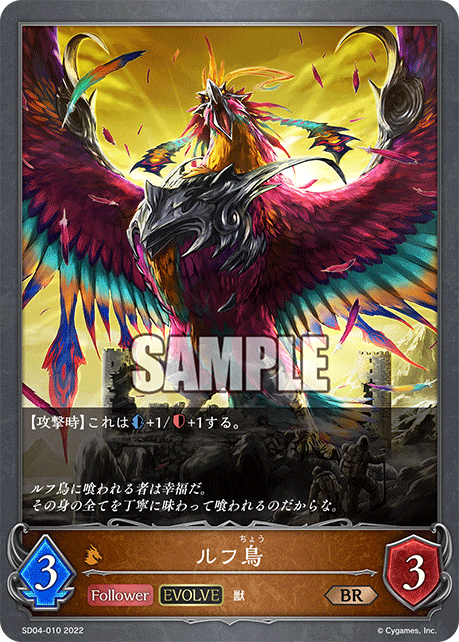 SAMPLE
【攻撃時】これは+1/+1する。
ルフ鳥に喰われる者は幸福だ。
その身の全てを丁寧に味わって喰われるのだからな。
ちょう
ルフ鳥
3
Follower EVOLVE 獣 BR
3
SD04-010 2022 © Cygames, Inc.